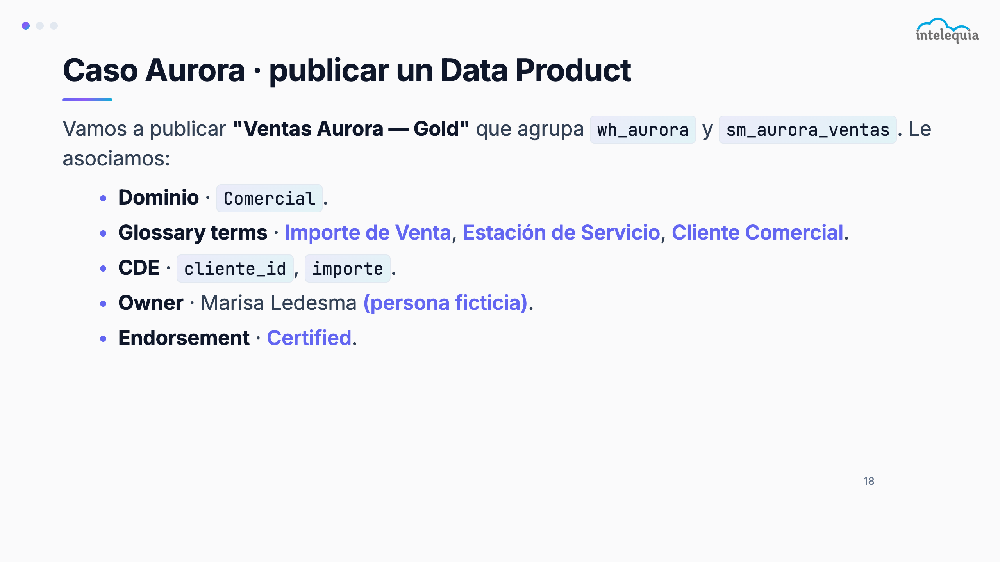 intelequia
Caso Aurora · publicar un Data Product
Vamos a publicar "Ventas Aurora — Gold" que agrupa wh_aurora y sm_aurora_ventas. Le
asociamos:
• Dominio · Comercial.
• Glossary terms · Importe de Venta, Estación de Servicio, Cliente Comercial.
• CDE · cliente_id, importe.
• Owner · Marisa Ledesma (persona ficticia).
• Endorsement · Certified.
18